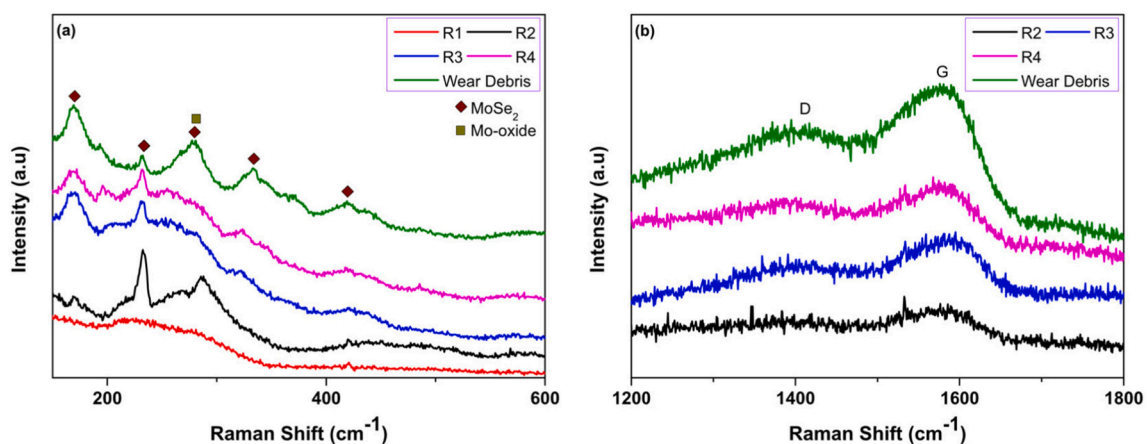 (a)
R1 R2
R3 R4
Wear Debris
MoSe₂
Mo-oxide
Intensity (a.u)
200 400 600
Raman Shift (cm⁻¹)
(b)
R2 R3
R4
Wear Debris
D
G
Intensity (a.u)
1200 1400 1600 1800
Raman Shift (cm⁻¹)